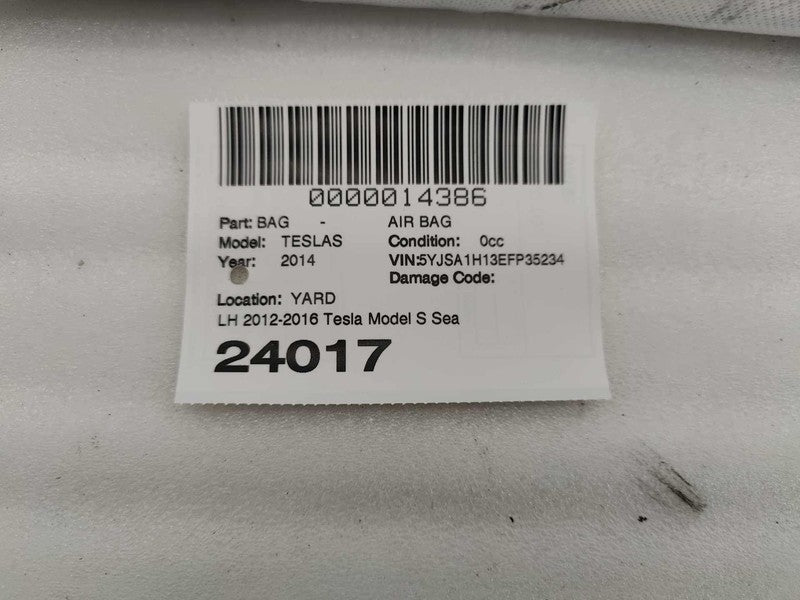 0000014386
Part: BAG - AIR BAG
Model: TESLAS Condition: 0cc
Year: 2014 VIN:5YJSA1H13EFP35234
Damage Code:
Location: YARD
LH 2012-2016 Tesla Model S Sea
24017